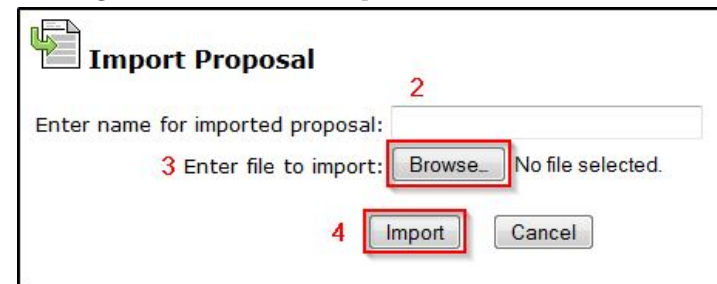 Import Proposal
2
Enter name for imported proposal:
3 Enter file to import: Browse... No file selected.
4 Import Cancel